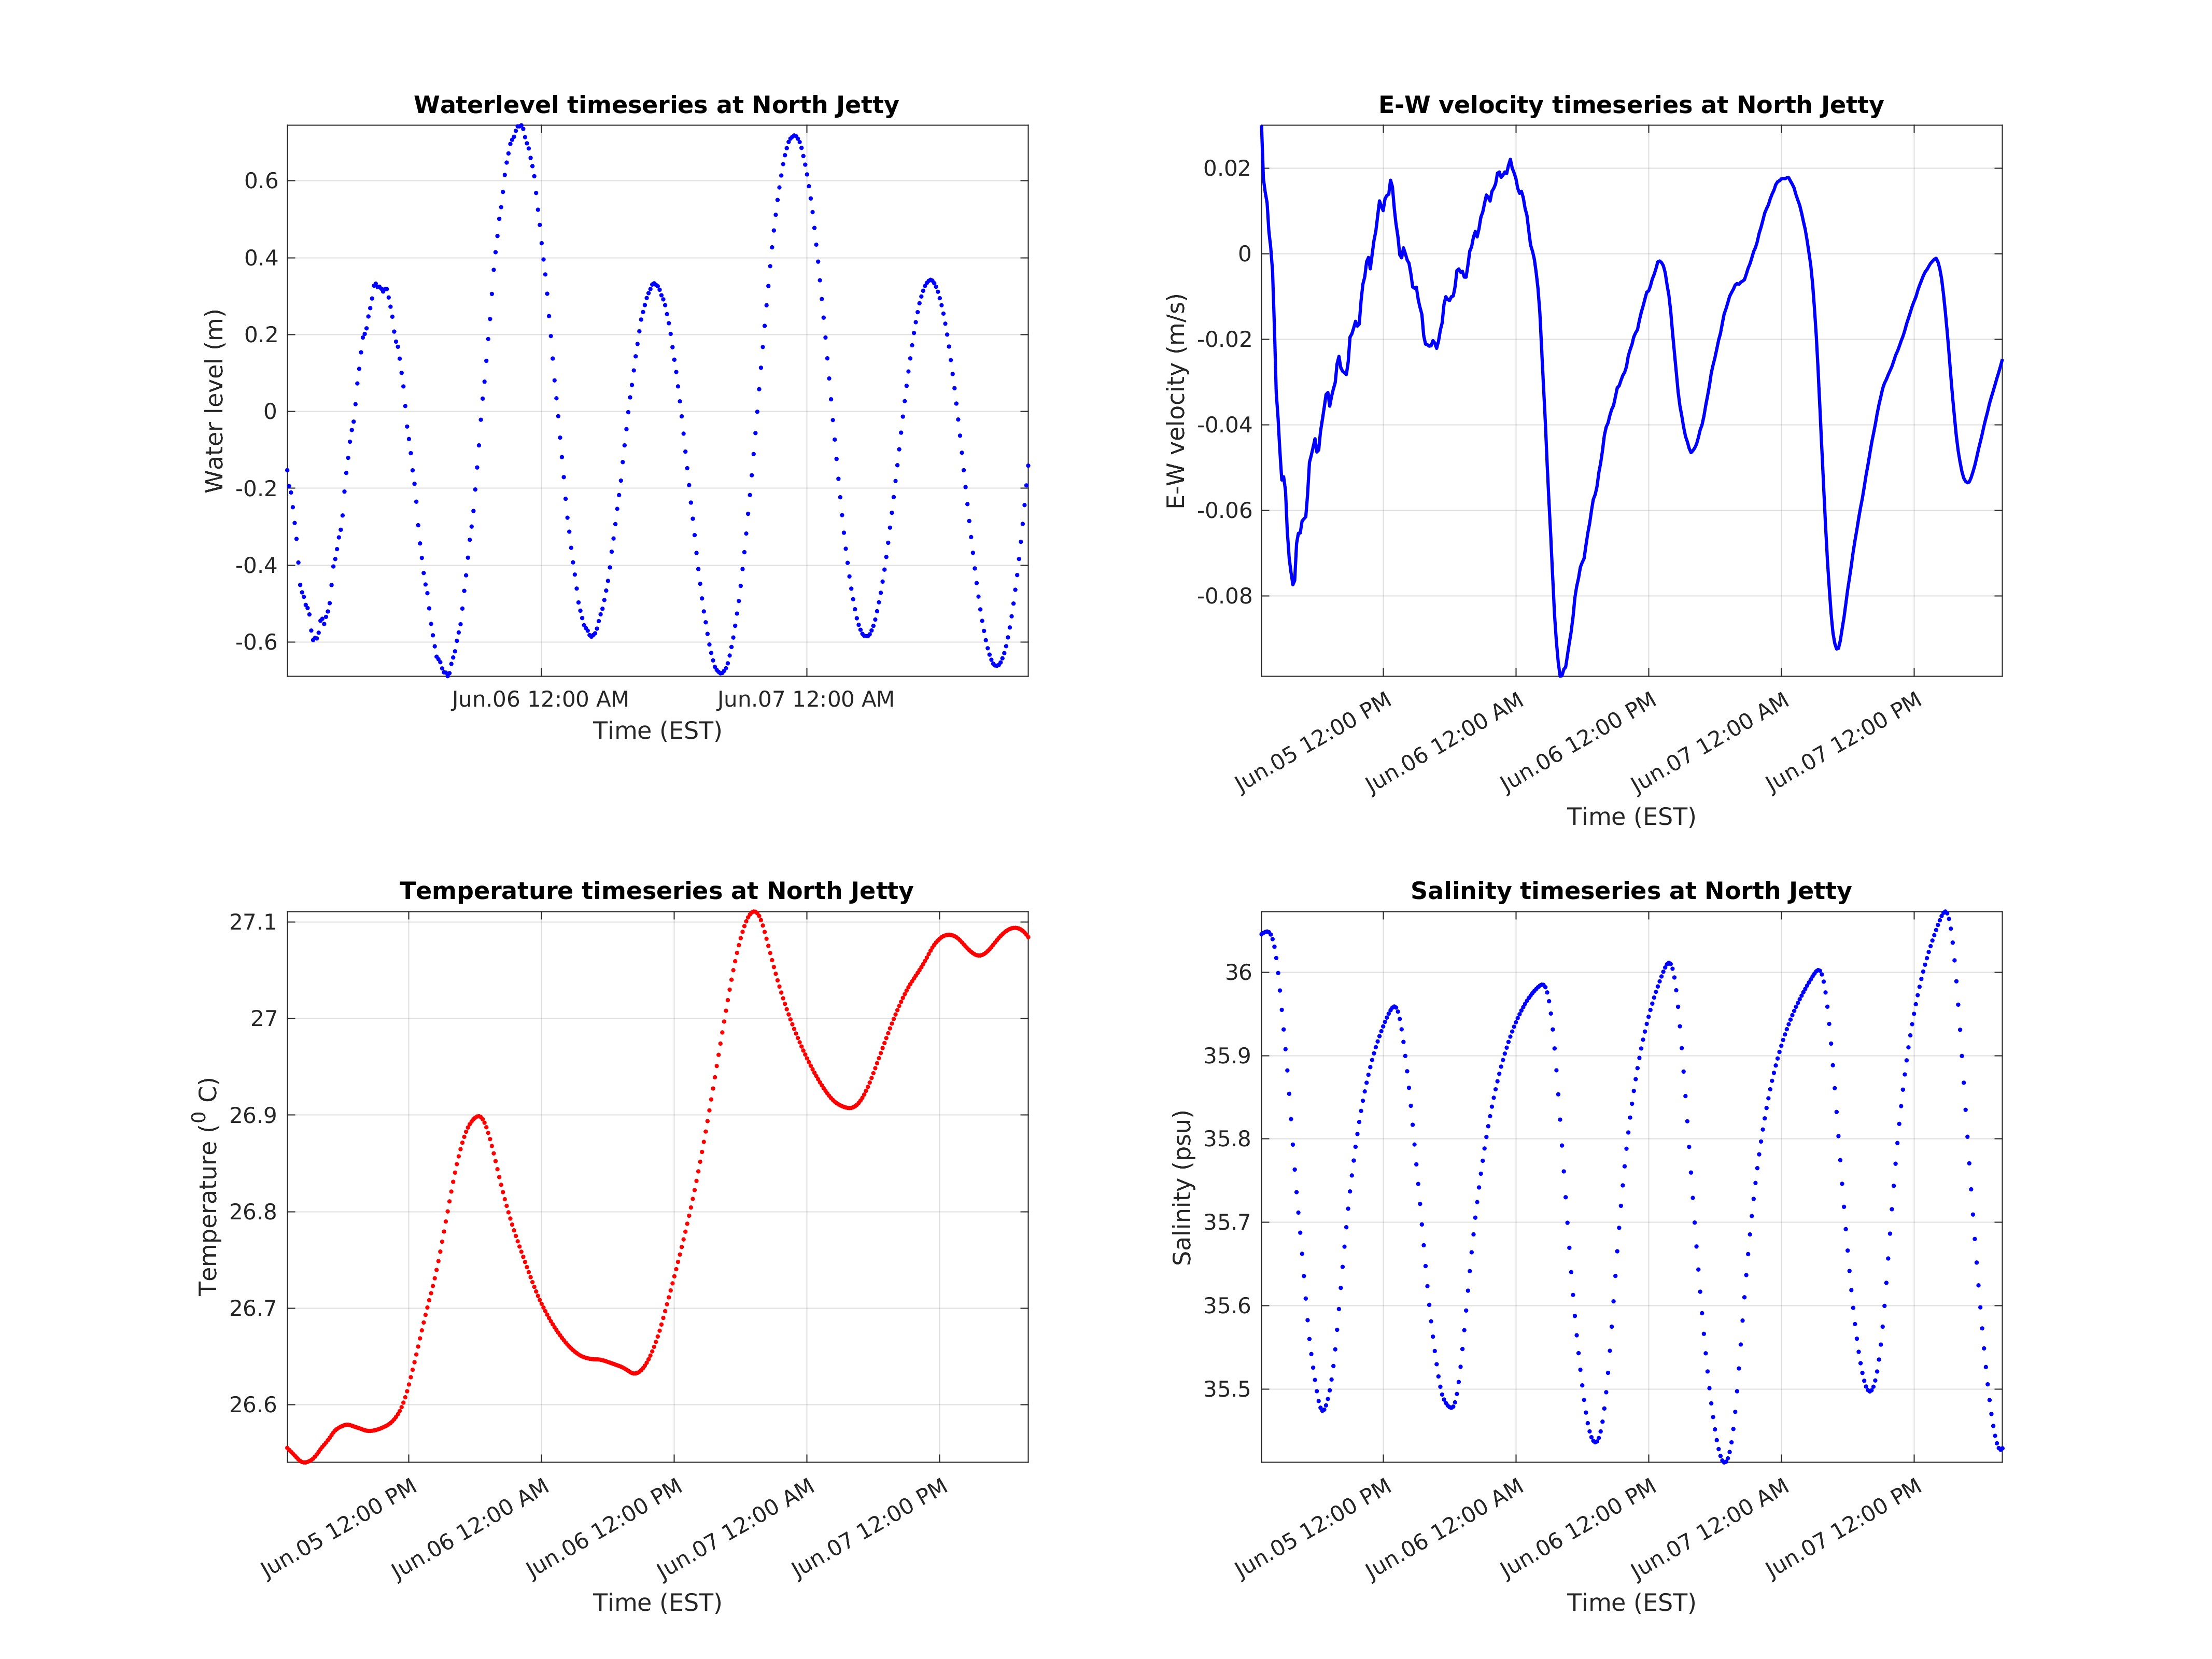 Waterlevel timeseries at North Jetty
Water level (m)
0.6
0.4
0.2
0
-0.2
-0.4
-0.6
Jun.06 12:00 AM
Jun.07 12:00 AM
Time (EST)
E-W velocity timeseries at North Jetty
E-W velocity (m/s)
0.02
0
-0.02
-0.04
-0.06
-0.08
Jun.05 12:00 PM
Jun.06 12:00 AM
Jun.06 12:00 PM
Jun.07 12:00 AM
Jun.07 12:00 PM
Time (EST)
Temperature timeseries at North Jetty
Temperature (⁰ C)
27.1
27
26.9
26.8
26.7
26.6
Jun.05 12:00 PM
Jun.06 12:00 AM
Jun.06 12:00 PM
Jun.07 12:00 AM
Jun.07 12:00 PM
Time (EST)
Salinity timeseries at North Jetty
Salinity (psu)
36
35.9
35.8
35.7
35.6
35.5
Jun.05 12:00 PM
Jun.06 12:00 AM
Jun.06 12:00 PM
Jun.07 12:00 AM
Jun.07 12:00 PM
Time (EST)